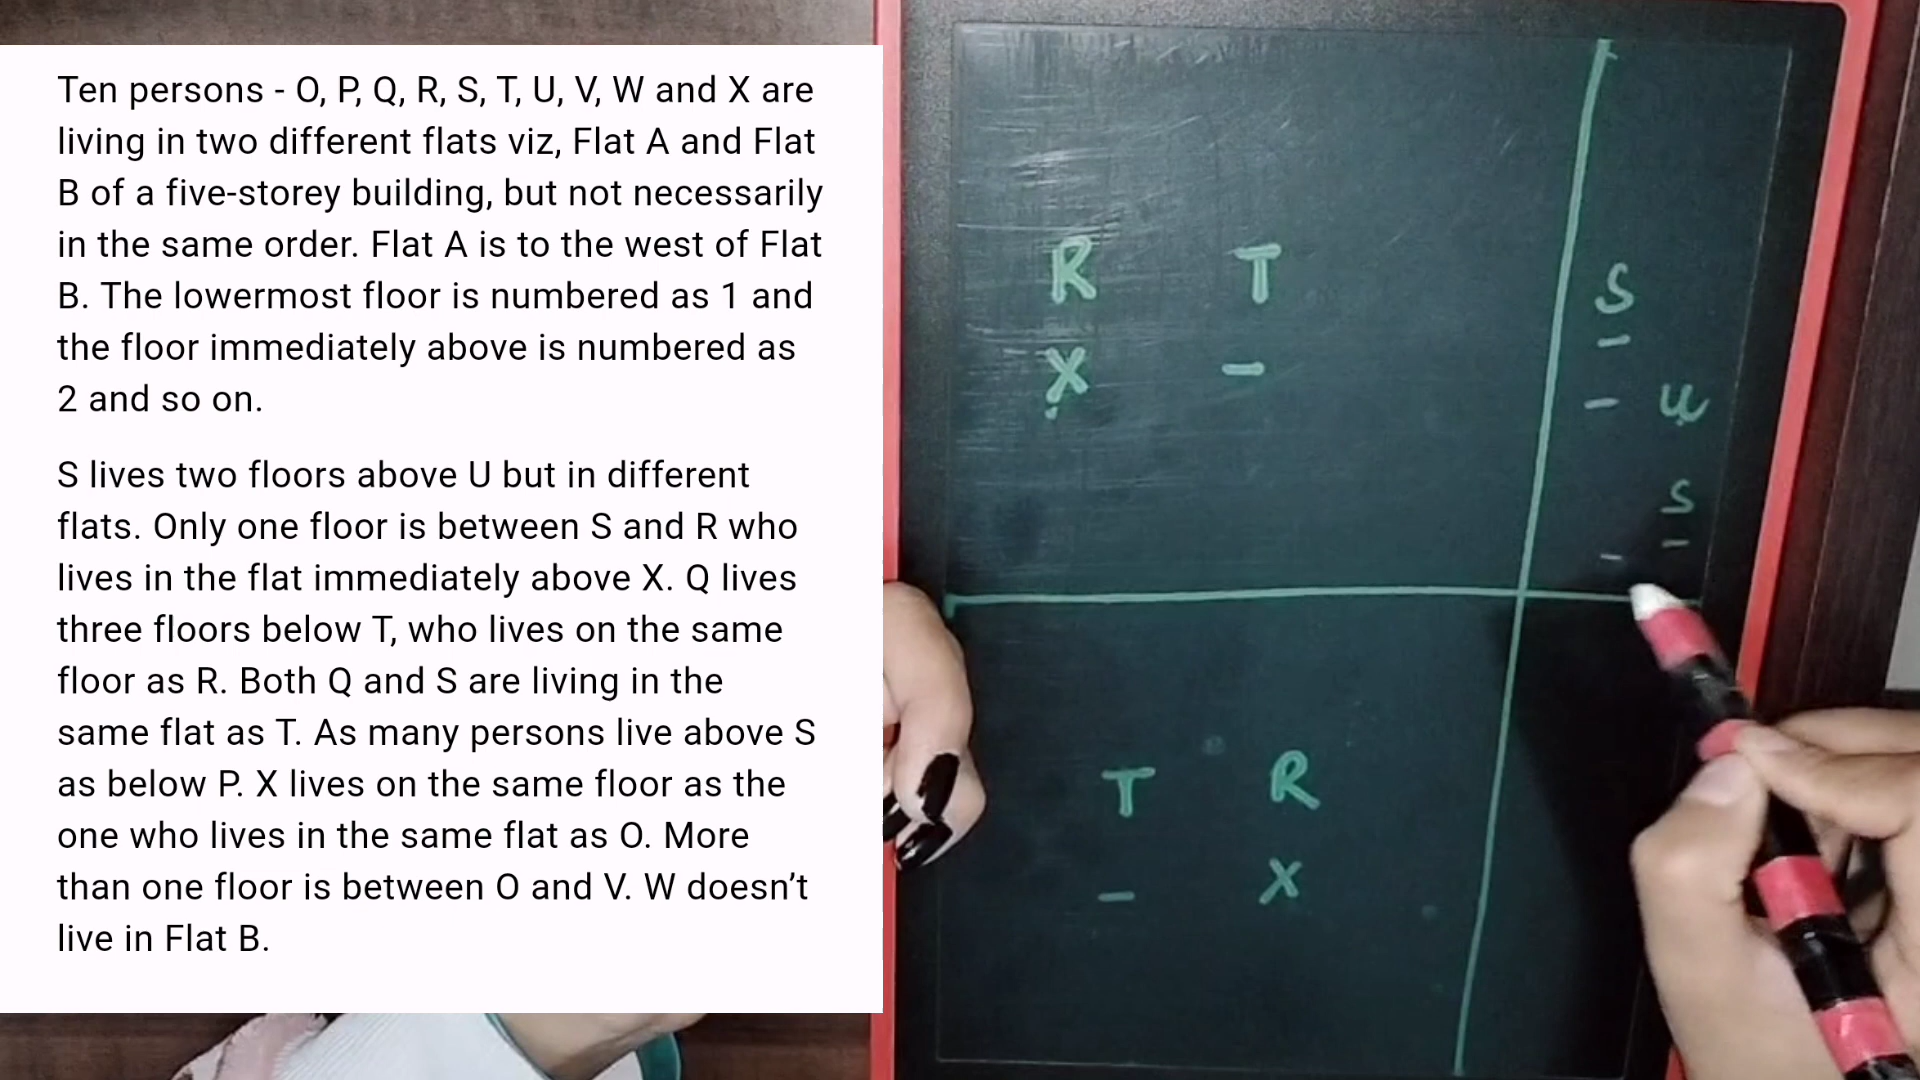 Ten persons - O, P, Q, R, S, T, U, V, W and X are
living in two different flats viz, Flat A and Flat
B of a five-storey building, but not necessarily
in the same order. Flat A is to the west of Flat
B. The lowermost floor is numbered as 1 and
the floor immediately above is numbered as
2 and so on.
S lives two floors above U but in different
flats. Only one floor is between S and R who
lives in the flat immediately above X. Q lives
three floors below T, who lives on the same
floor as R. Both Q and S are living in the
same flat as T. As many persons live above S
as below P. X lives on the same floor as the
one who lives in the same flat as O. More
than one floor is between O and V. W doesn’t
live in Flat B.
R T
X –
S
–
– u
S
– –
T R
– X